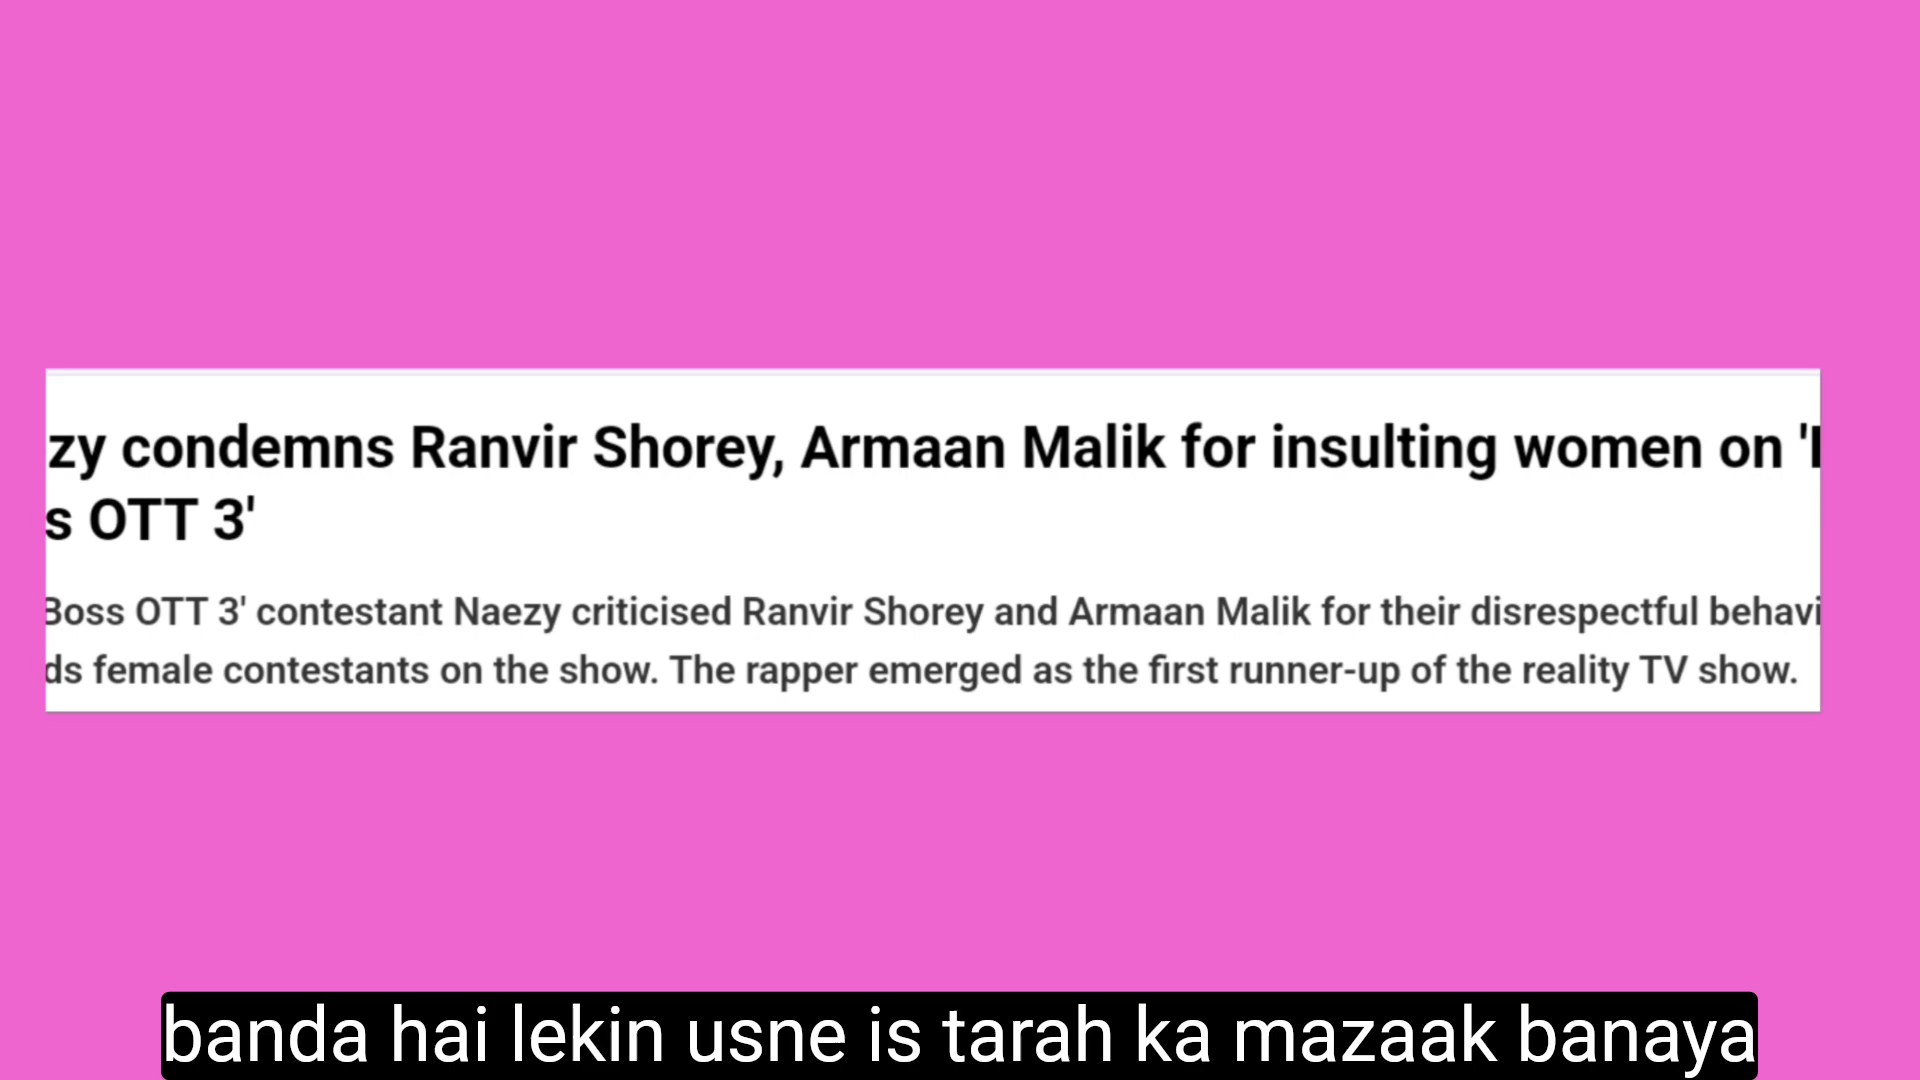 zy condemns Ranvir Shorey, Armaan Malik for insulting women on '
s OTT 3'
Boss OTT 3' contestant Naezy criticised Ranvir Shorey and Armaan Malik for their disrespectful behavi
ds female contestants on the show. The rapper emerged as the first runner-up of the reality TV show.
banda hai lekin usne is tarah ka mazaak banaya